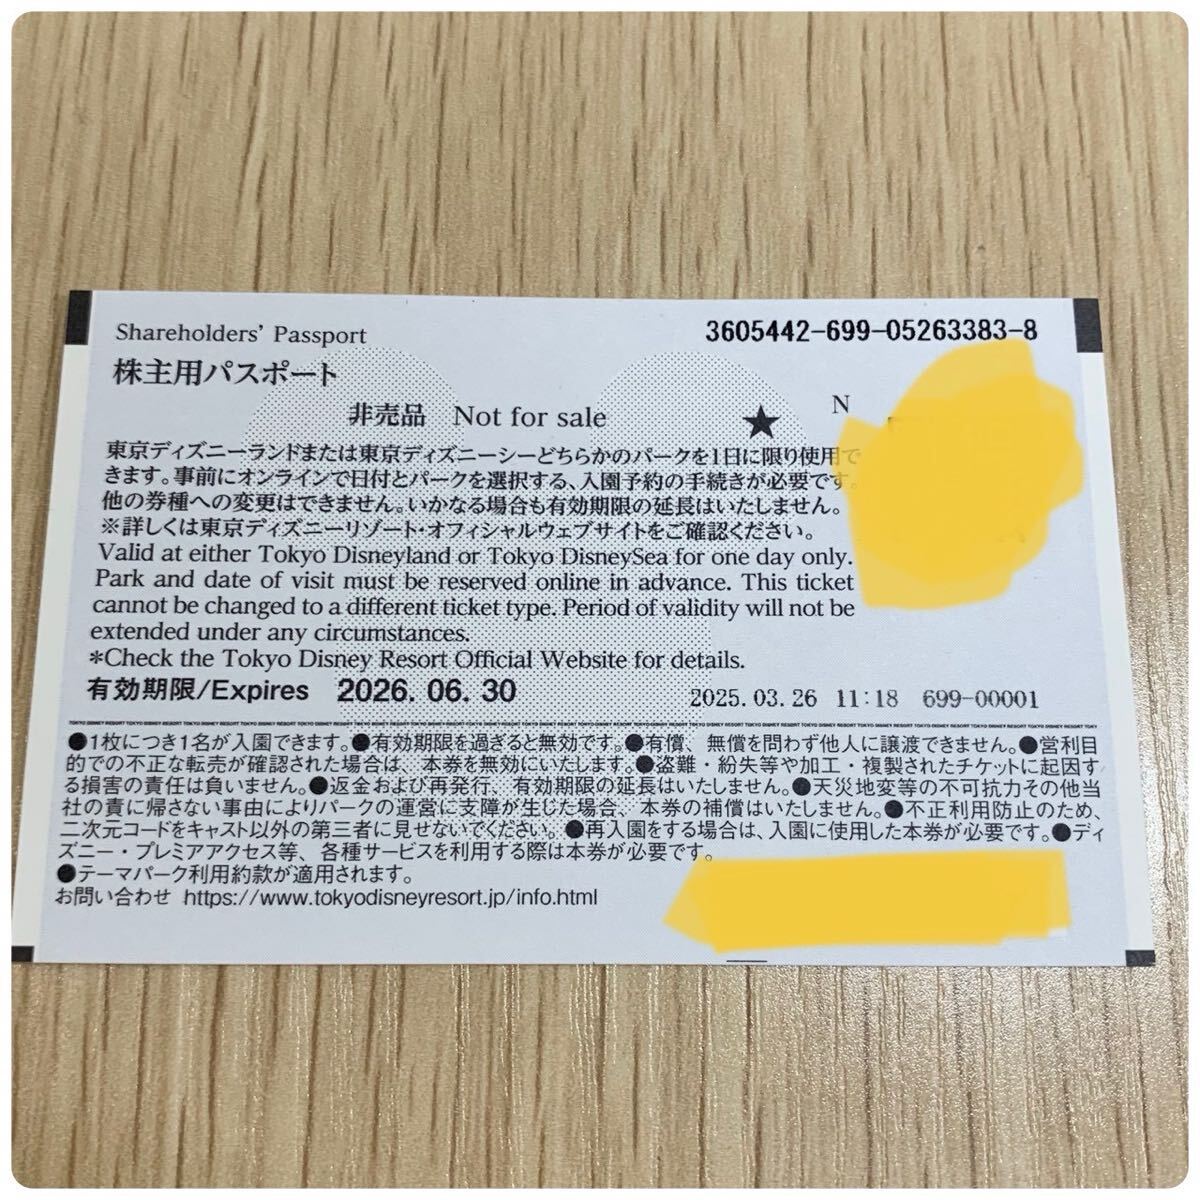 Shareholders' Passport
3605442-699-05263383-8
株主用パスポート
非売品 Not for sale ★ N
東京ディズニーランドまたは東京ディズニーシーどちらかのパークを1日に限り使用で
きます。事前にオンラインで日付とパークを選択する、入園予約の手続きが必要です。
他の券種への変更はできません。いかなる場合も有効期限の延長はいたしません。
※詳しくは東京ディズニーリゾート・オフィシャルウェブサイトをご確認ください。
Valid at either Tokyo Disneyland or Tokyo DisneySea for one day only.
Park and date of visit must be reserved online in advance. This ticket
cannot be changed to a different ticket type. Period of validity will not be
extended under any circumstances.
*Check the Tokyo Disney Resort Official Website for details.
有効期限/Expires 2026. 06. 30
2025. 03. 26 11:18 699-00001
●1枚につき1名が入園できます。●有効期限を過ぎると無効です。●有償、無償を問わず他人に譲渡できません。●営利目
的での不正な転売が確認された場合は、本券を無効にいたします。●盗難・紛失等や加工・複製されたチケットに起因す
る損害の責任は負いません。●返金および再発行、有効期限の延長はいたしません。●天災地変等の不可抗力その他当
社の責に帰さない事由によりパークの運営に支障が生じた場合、本券の補償はいたしません。●不正利用防止のため、
二次元コードをキャスト以外の第三者に見せないでください。●再入園をする場合は、入園に使用した本券が必要です。●ディ
ズニー・プレミアアクセス等、各種サービスを利用する際は本券が必要です。
●テーマパーク利用約款が適用されます。
お問い合わせ https://www.tokyodisneyresort.jp/info.html